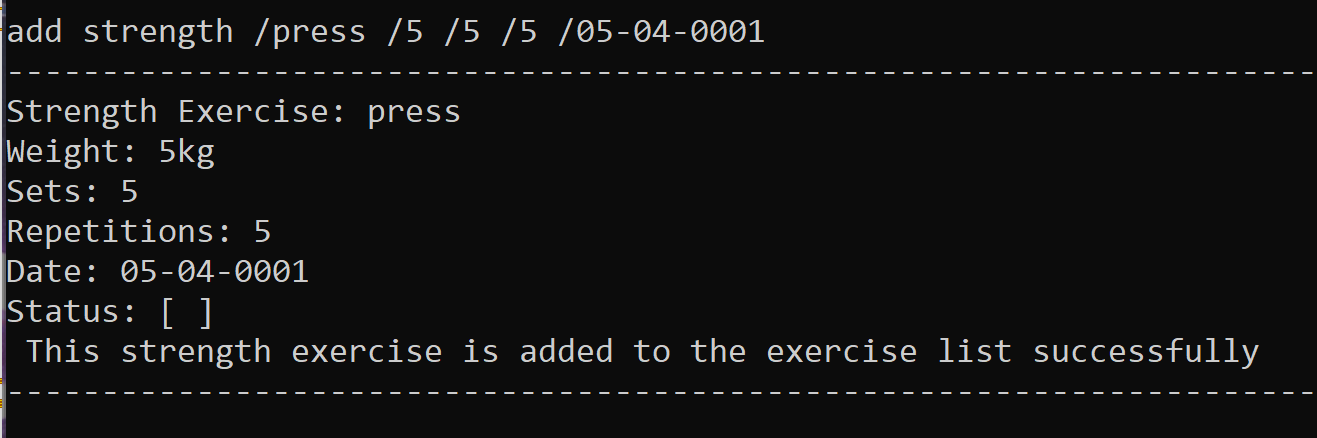 add strength /press /5 /5 /5 /05-04-0001
---------------------------------------------------------------------
Strength Exercise: press
Weight: 5kg
Sets: 5
Repetitions: 5
Date: 05-04-0001
Status: [ ]
 This strength exercise is added to the exercise list successfully
---------------------------------------------------------------------